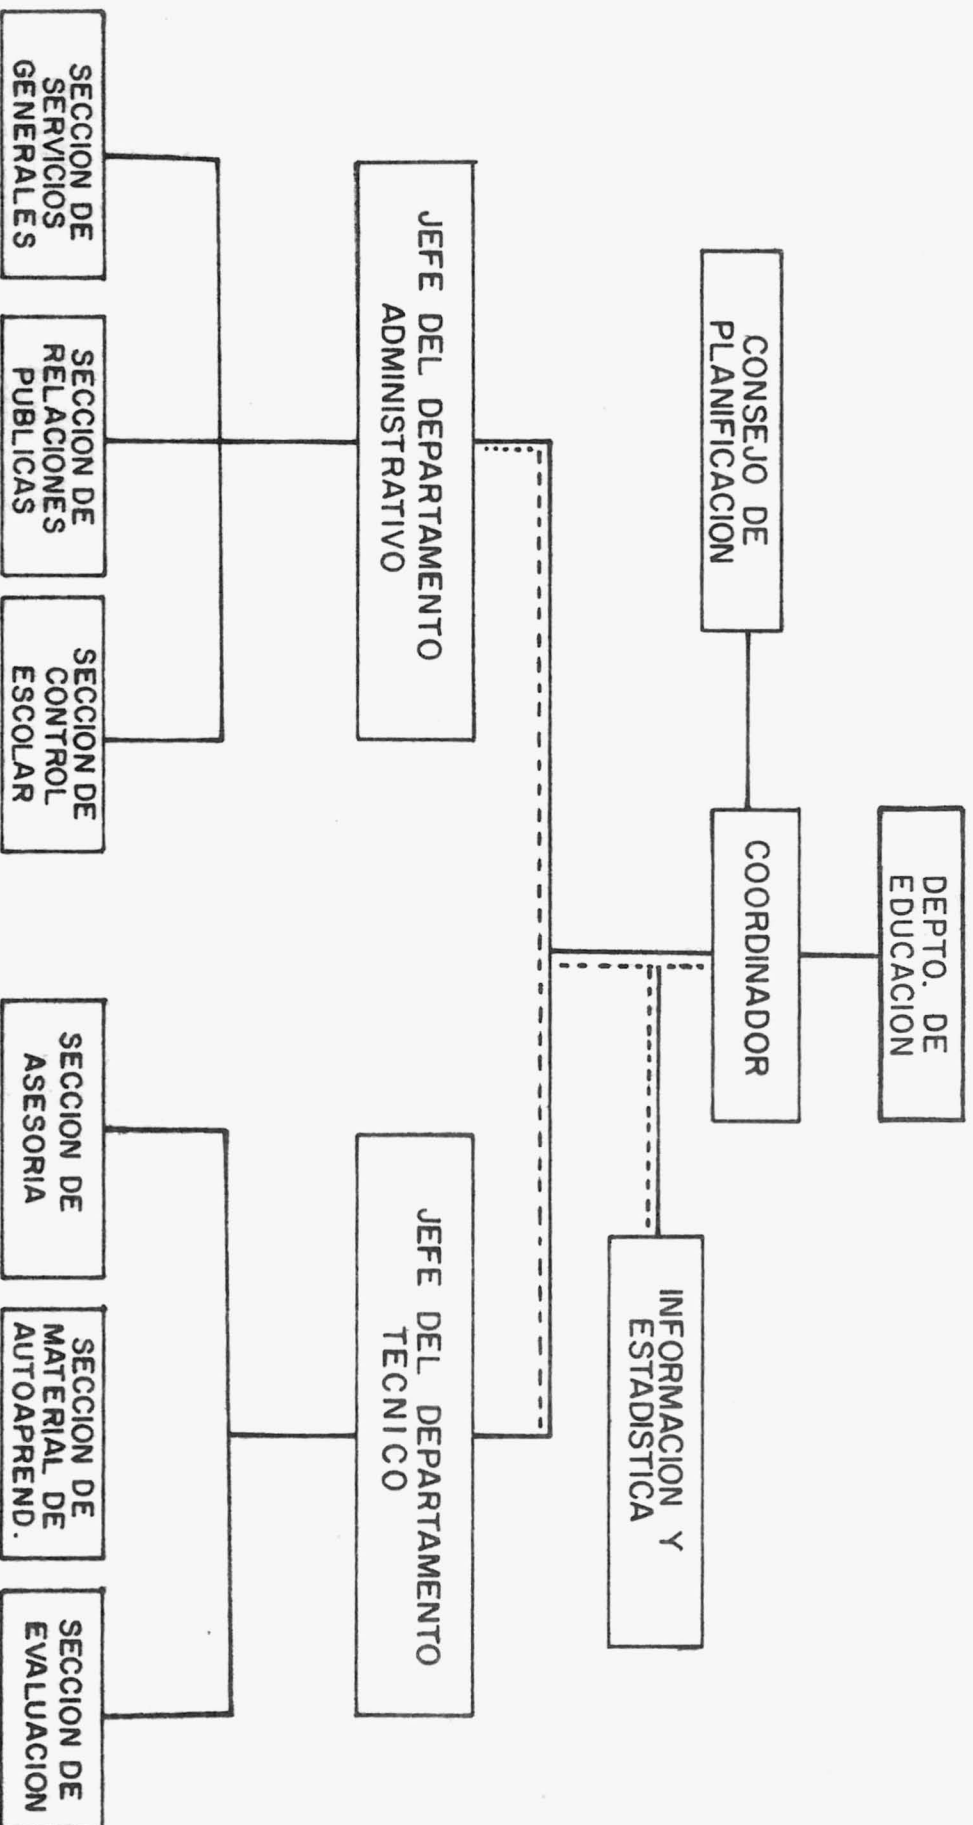 DEPTO. DE
EDUCACION
CONSEJO DE
PLANIFICACION
COORDINADOR
INFORMACION Y
ESTADISTICA
JEFE DEL DEPARTAMENTO
ADMINISTRATIVO
JEFE DEL DEPARTAMENTO
TECNICO
SECCION DE
SERVICIOS
GENERALES
SECCION DE
RELACIONES
PUBLICAS
SECCION DE
CONTROL
ESCOLAR
SECCION DE
ASESORIA
SECCION DE
MATERIAL DE
AUTOAPREND.
SECCION DE
EVALUACION